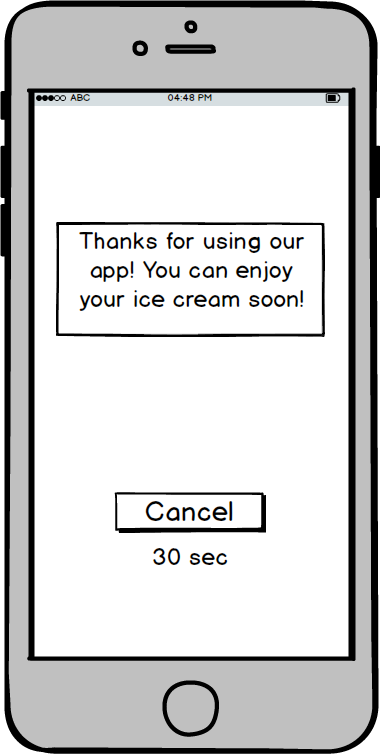 ABC 04:48 PM
Thanks for using our
app! You can enjoy
your ice cream soon!
Cancel
30 sec